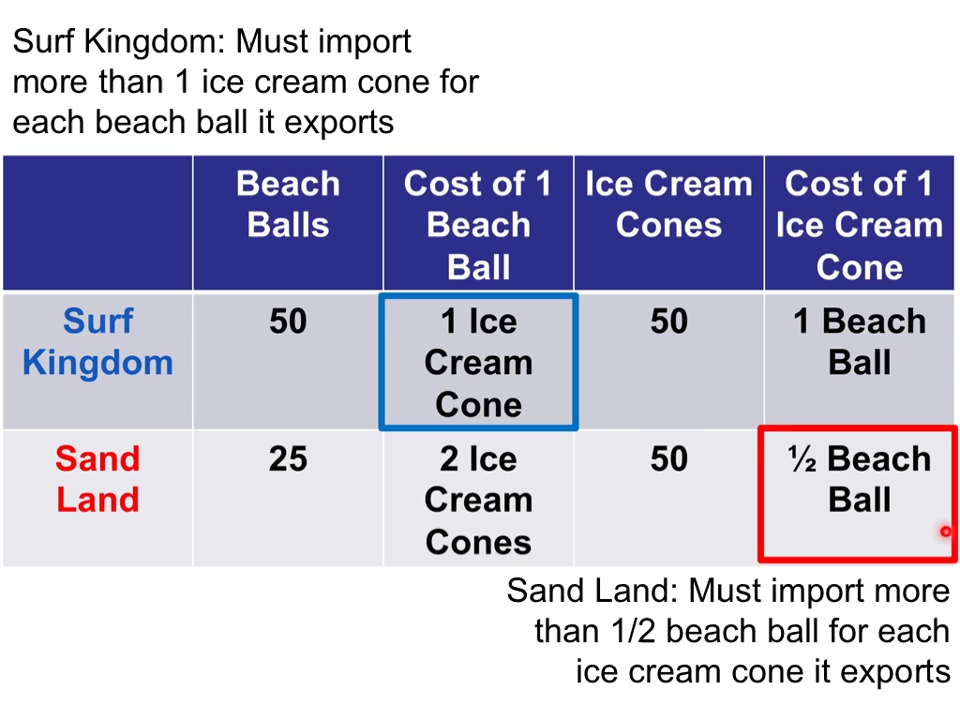 Surf Kingdom: Must import
more than 1 ice cream cone for
each beach ball it exports
Beach
Balls
Cost of 1
Beach
Ball
Ice Cream
Cones
Cost of 1
Ice Cream
Cone
Surf
Kingdom
50
1 Ice
Cream
Cone
50
1 Beach
Ball
Sand
Land
25
2 Ice
Cream
Cones
50
½ Beach
Ball
Sand Land: Must import more
than 1/2 beach ball for each
ice cream cone it exports